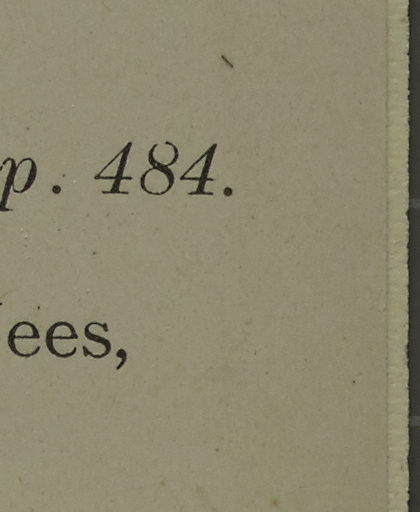 p. 484.
ees,